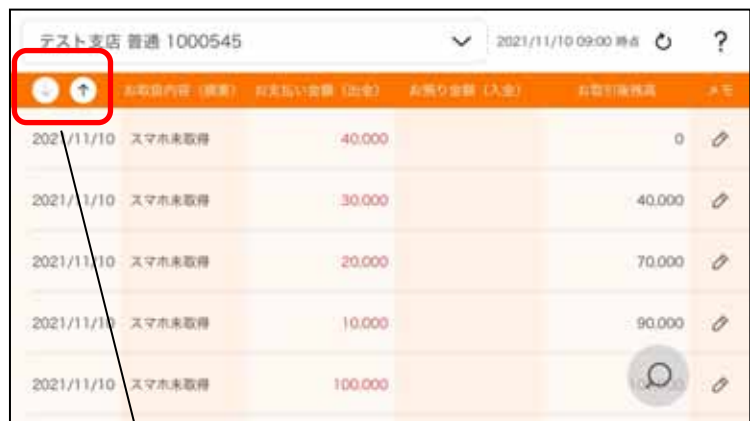 テスト支店 普通 1000545 2021/11/10 09:00 時点 ?
お取扱内容（摘要） お支払い金額（出金） お預り金額（入金） お取引後残高 メモ
2021/11/10 スマホ未取得 40,000 0
2021/11/10 スマホ未取得 30,000 40,000
2021/11/10 スマホ未取得 20,000 70,000
2021/11/10 スマホ未取得 10,000 90,000
2021/11/10 スマホ未取得 100,000